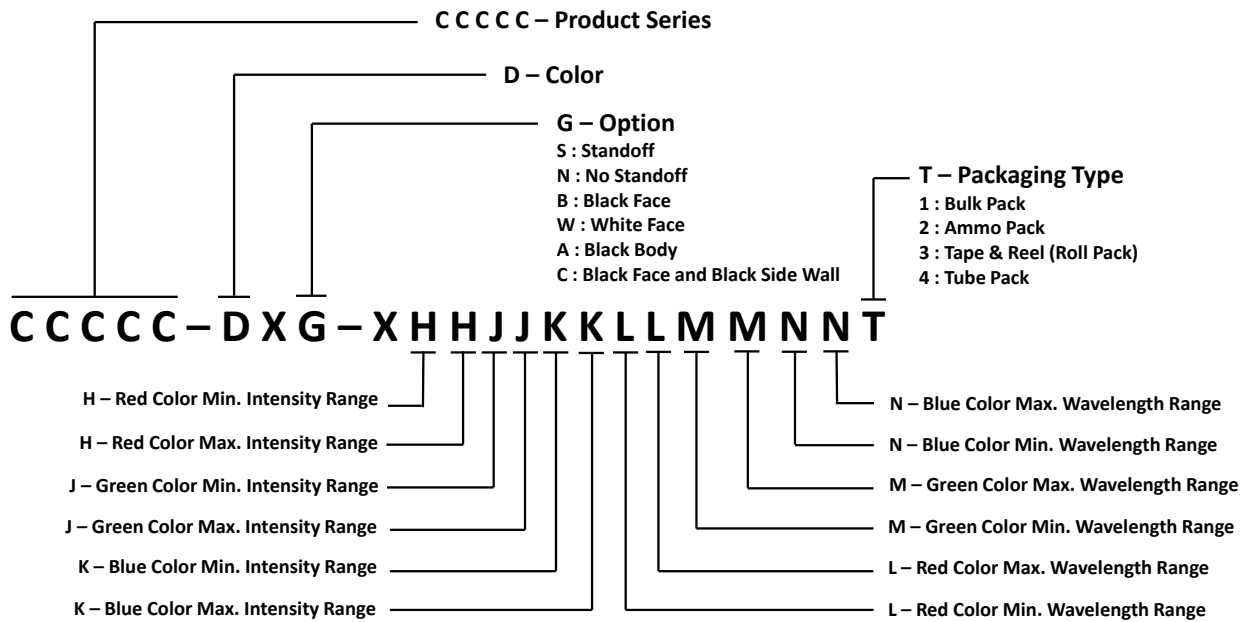 C C C C C – Product Series
D – Color
G – Option
S : Standoff
N : No Standoff
B : Black Face
W : White Face
A : Black Body
C : Black Face and Black Side Wall
T – Packaging Type
1 : Bulk Pack
2 : Ammo Pack
3 : Tape & Reel (Roll Pack)
4 : Tube Pack
C C C C C – D X G – X H H J J K K L L M M N N T
H – Red Color Min. Intensity Range
H – Red Color Max. Intensity Range
J – Green Color Min. Intensity Range
J – Green Color Max. Intensity Range
K – Blue Color Min. Intensity Range
K – Blue Color Max. Intensity Range
N – Blue Color Max. Wavelength Range
N – Blue Color Min. Wavelength Range
M – Green Color Max. Wavelength Range
M – Green Color Min. Wavelength Range
L – Red Color Max. Wavelength Range
L – Red Color Min. Wavelength Range